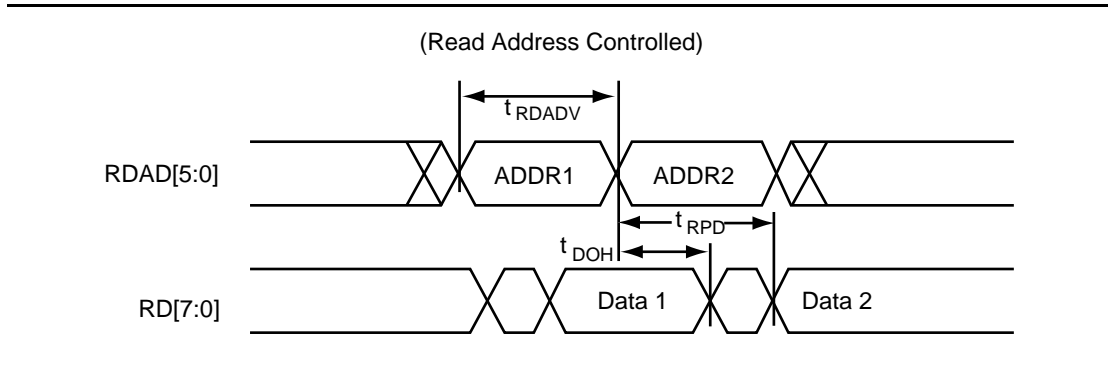 (Read Address Controlled)
t RDADV
RDAD[5:0]
ADDR1
ADDR2
t RPD
t DOH
RD[7:0]
Data 1
Data 2